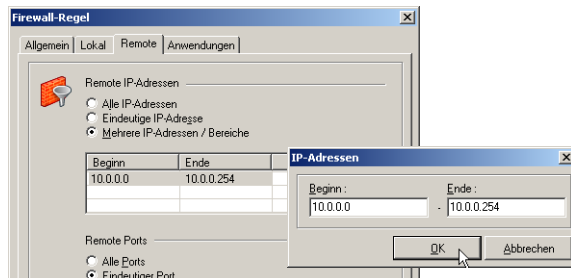 Firewall-Regel
Allgemein Lokal Remote Anwendungen
Remote IP-Adressen
Alle IP-Adressen
Eindeutige IP-Adresse
Mehrere IP-Adressen / Bereiche
Beginn Ende
10.0.0.0 10.0.0.254
Remote Ports
Alle Ports
Eindeutiger Port
IP-Adressen
Beginn : Ende :
10.0.0.0 - 10.0.0.254
OK Abbrechen